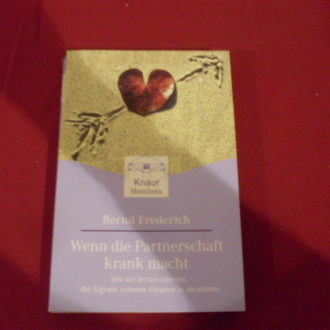 Knaur
MensSana
Bernd Frederich
Wenn die Partnerschaft
krank macht
Wie wir lernen können,
die Signale unseres Körpers zu verstehen